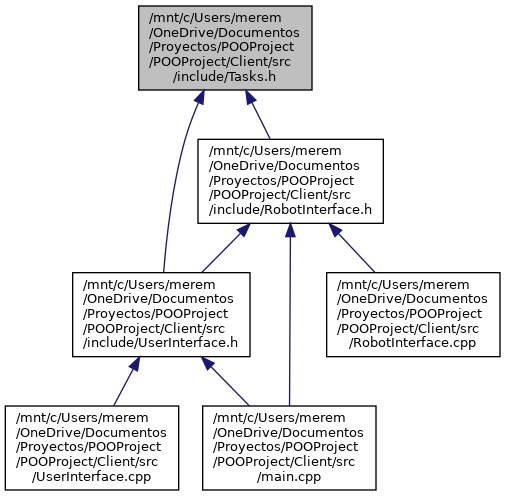 /mnt/c/Users/merem
/OneDrive/Documentos
/Proyectos/POOProject
/POOProject/Client/src
/include/Tasks.h
/mnt/c/Users/merem
/OneDrive/Documentos
/Proyectos/POOProject
/POOProject/Client/src
/include/RobotInterface.h
/mnt/c/Users/merem
/OneDrive/Documentos
/Proyectos/POOProject
/POOProject/Client/src
/include/UserInterface.h
/mnt/c/Users/merem
/OneDrive/Documentos
/Proyectos/POOProject
/POOProject/Client/src
/RobotInterface.cpp
/mnt/c/Users/merem
/OneDrive/Documentos
/Proyectos/POOProject
/POOProject/Client/src
/UserInterface.cpp
/mnt/c/Users/merem
/OneDrive/Documentos
/Proyectos/POOProject
/POOProject/Client/src
/main.cpp